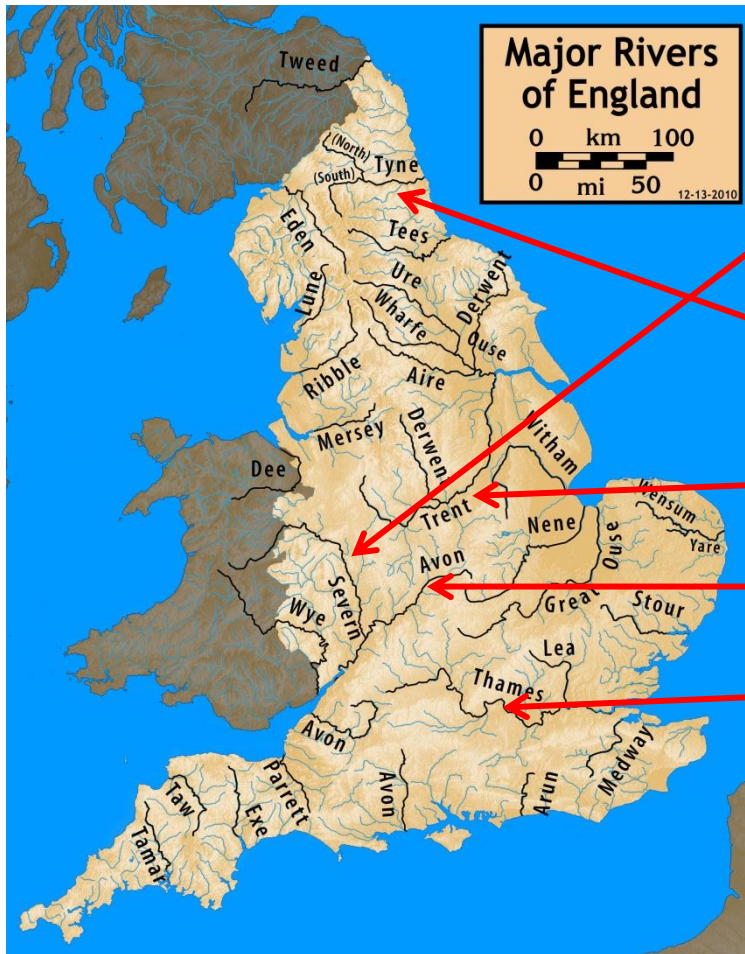 Major Rivers
of England
0 km 100
0 mi 50
12-13-2010
Tweed
(North)
Tyne
(South)
Eden
Tees
Ure
Derwent
Lune
Wharfe
Ouse
Ribble
Aire
Mersey
Derwent
Witham
Dee
Trent
Wensum
Nene
Yare
Ouse
Avon
Severn
Great
Stour
Wye
Lea
Thames
Avon
Medway
Parrett
Avon
Arun
Taw
Exe
Tamar